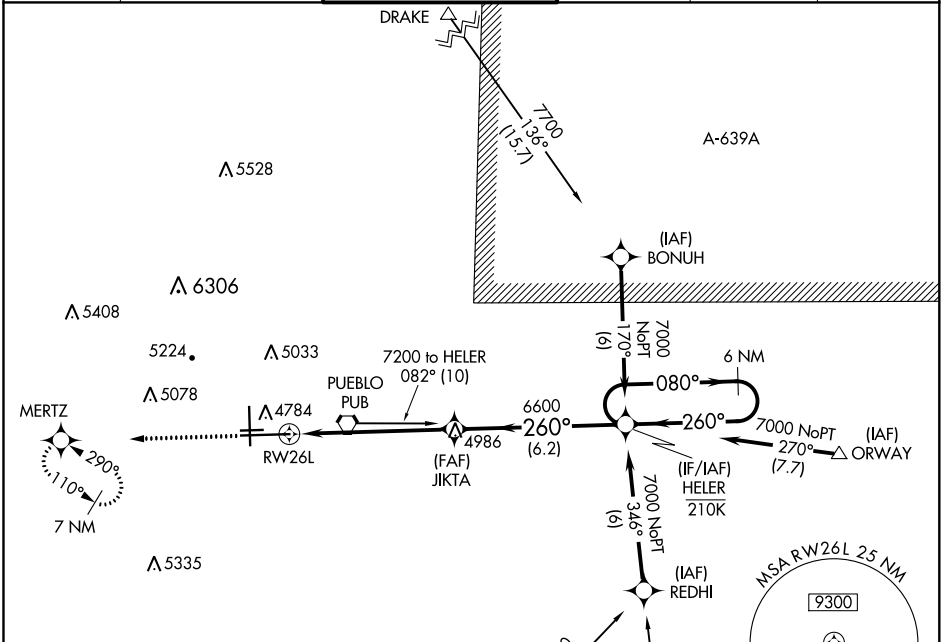 DRAKE
7700
136°
(15.7)
A-639A
5528
(IAF)
BONUH
6306
5408
7000
NoPT
170°
(6)
5224
5033
7200 to HELER
082° (10)
6 NM
080°
5078
PUEBLO
PUB
MERTZ
4784
6600
260°
(6.2)
260°
7000 NoPT
270°
(7.7)
(IAF)
ORWAY
RW26L
4986
(FAF)
JIKTA
(IF/IAF)
HELER
210K
290°
110°
7 NM
7000 NoPT
346°
(6)
5335
(IAF)
REDHI
MSA RW26L 25 NM
9300